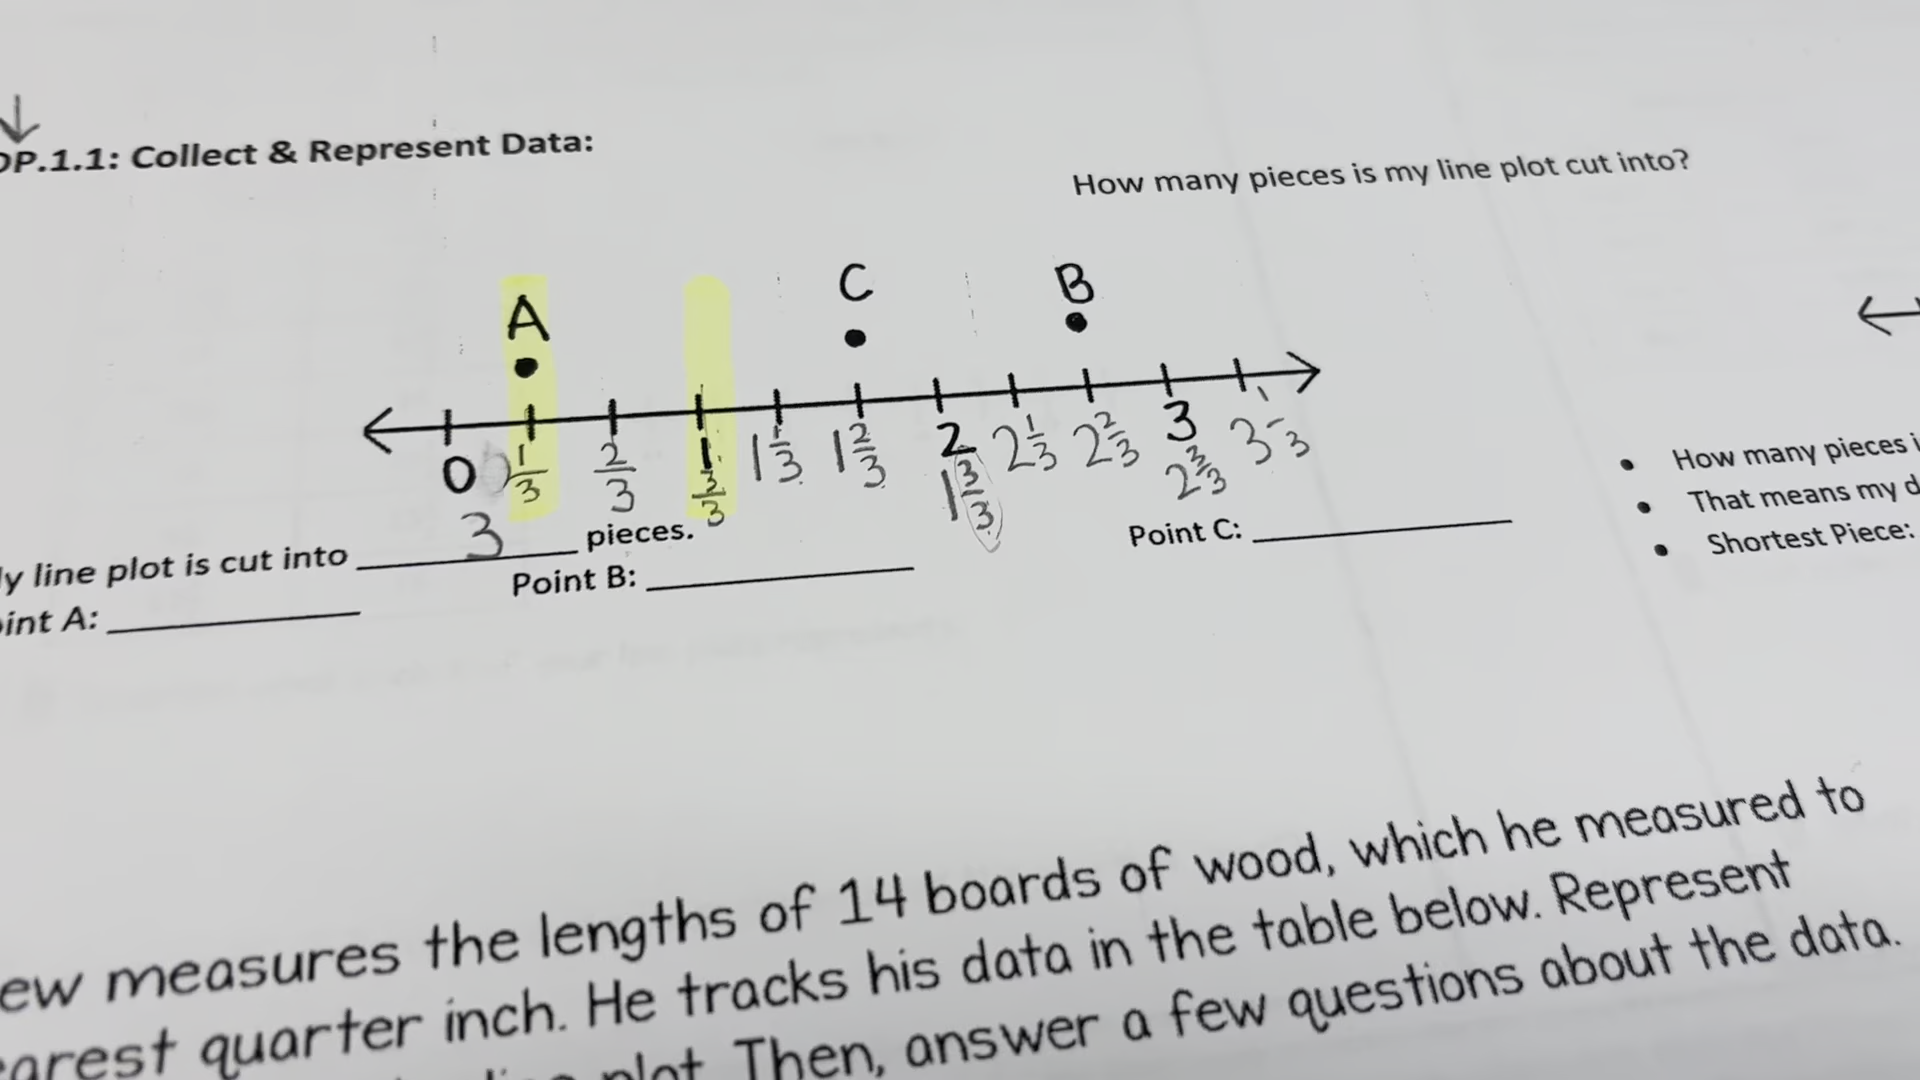 OP.1.1: Collect & Represent Data:
How many pieces is my line plot cut into?
A C B
0 1/3 2/3 1 1 1/3 1 2/3 2 2 1/3 2 2/3 3 3 1/3
3/3 1 3/3 2 3/3
ly line plot is cut into 3 pieces.
oint A: Point B: Point C:
How many pieces i
That means my d
Shortest Piece:
ew measures the lengths of 14 boards of wood, which he measured to
earest quarter inch. He tracks his data in the table below. Represent
plot. Then, answer a few questions about the data.